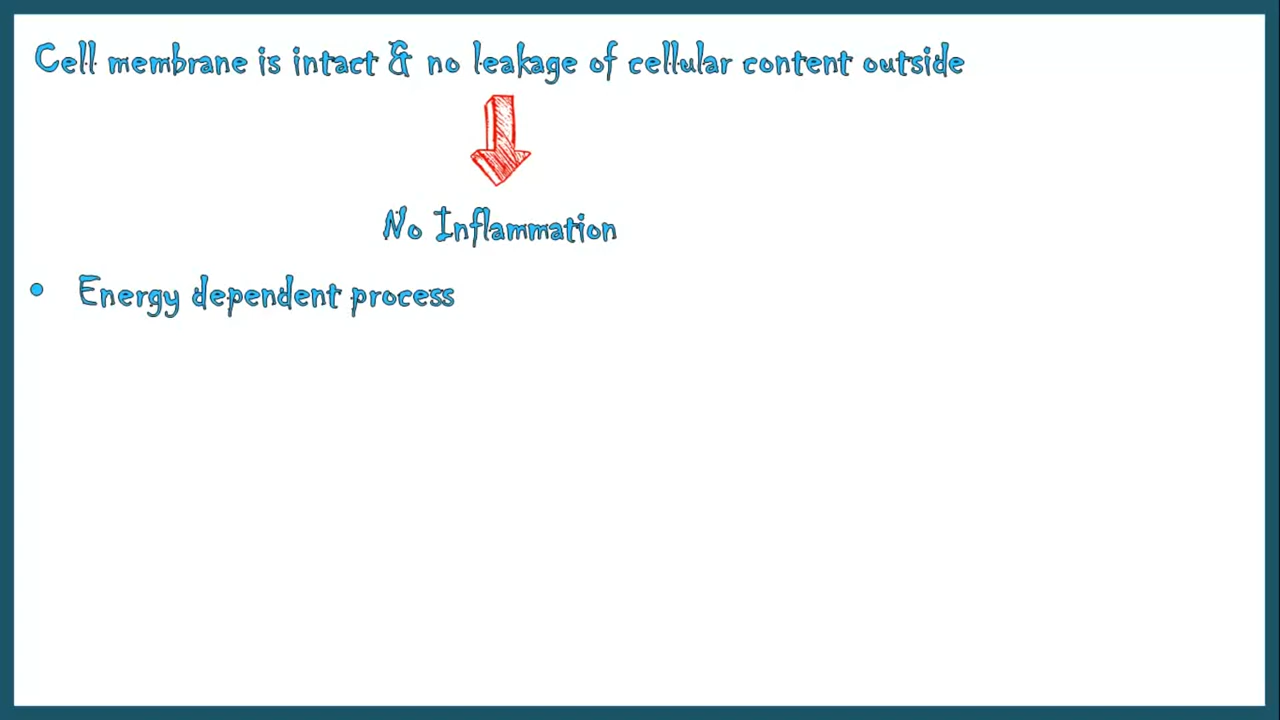 Cell membrane is intact & no leakage of cellular content outside
No Inflammation
• Energy dependent process